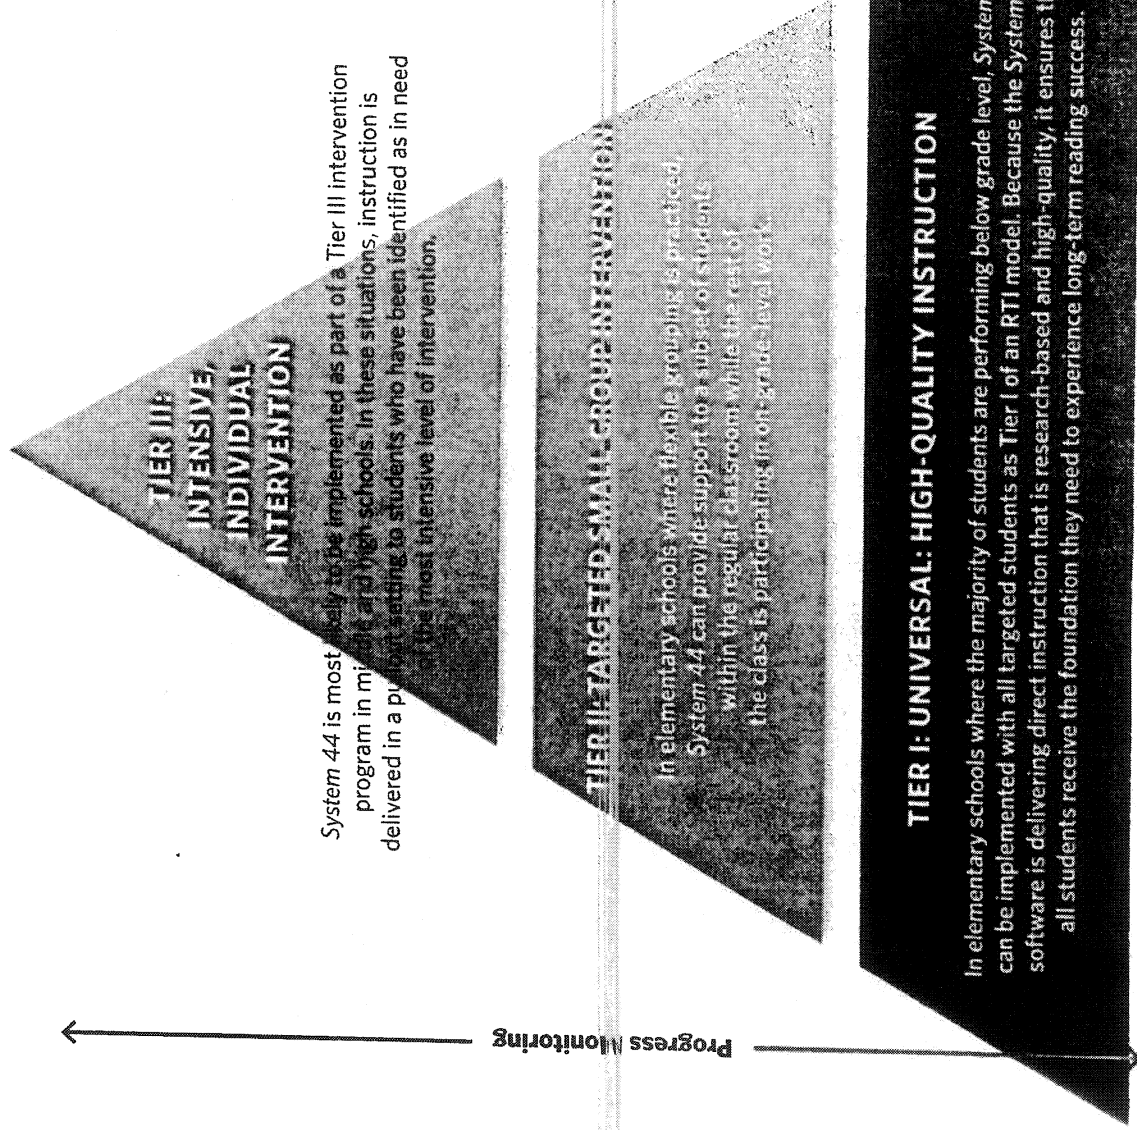 TIER III:
INTENSIVE,
INDIVIDUAL
INTERVENTION
System 44 is most likely to be implemented as part of a Tier III intervention
program in middle and high schools. In these situations, instruction is
delivered in a pullout setting to students who have been identified as in need
of the most intensive level of intervention.
TIER II: TARGETED SMALL GROUP INTERVENTION
In elementary schools where flexible grouping is practiced,
System 44 can provide support to a subset of students
within the regular classroom while the rest of
the class is participating in on-grade-level work.
TIER I: UNIVERSAL: HIGH-QUALITY INSTRUCTION
In elementary schools where the majority of students are performing below grade level, System
can be implemented with all targeted students as Tier I of an RTI model. Because the System
software is delivering direct instruction that is research-based and high-quality, it ensures
all students receive the foundation they need to experience long-term reading success.
Progress Monitoring